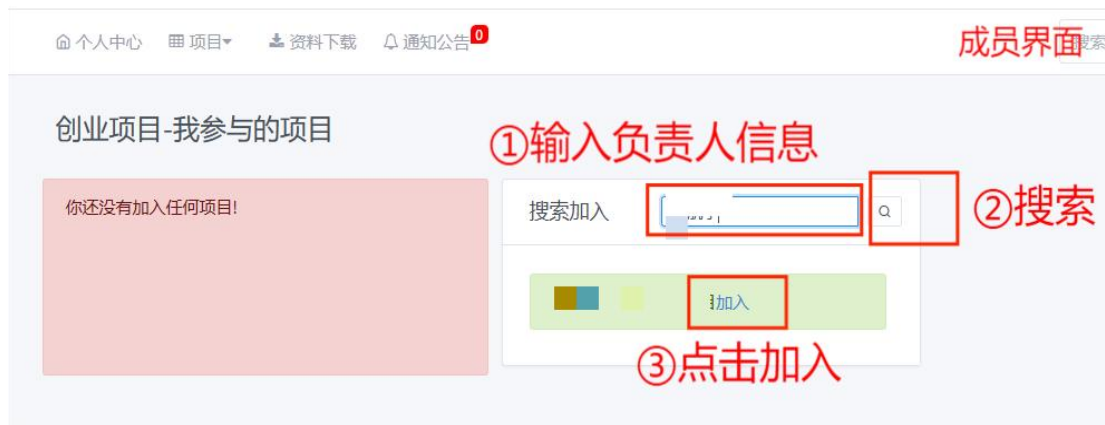 个人中心 项目 资料下载 通知公告 0 成员界面 搜索
创业项目-我参与的项目
①输入负责人信息
你还没有加入任何项目!
搜索加入
②搜索
加入
③点击加入